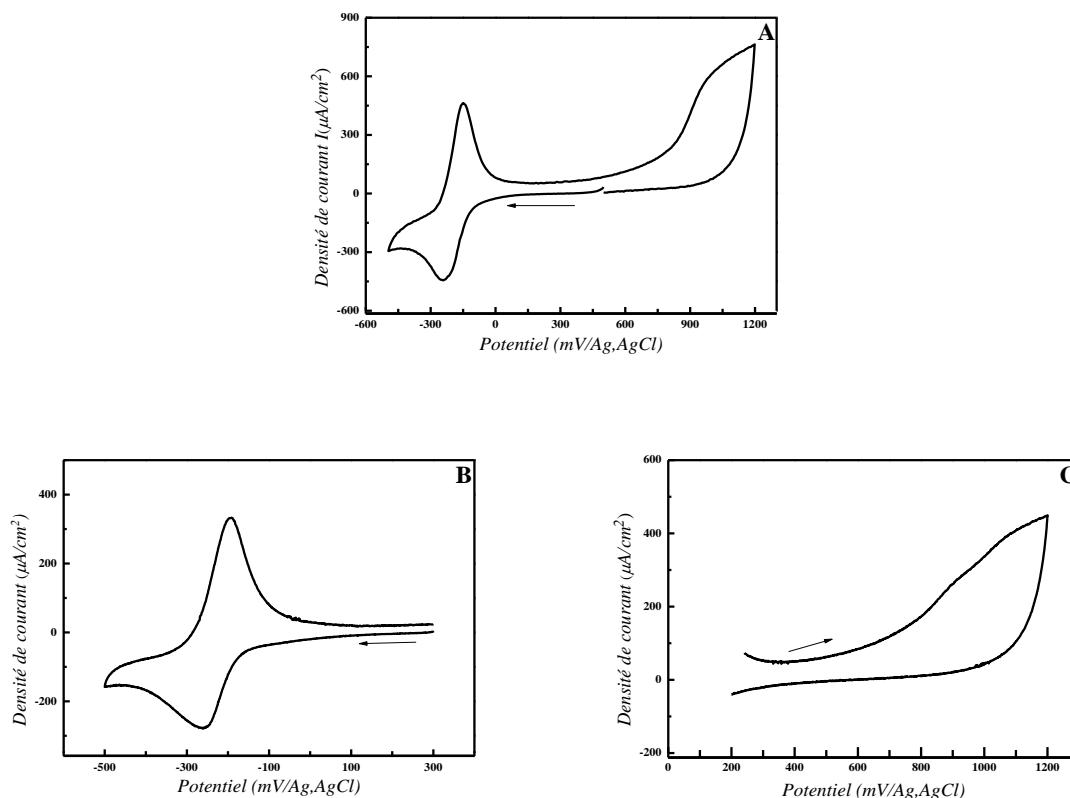 A
Densité de courant I(µA/cm²)
900
600
300
0
-300
-600
-600 -300 0 300 600 900 1200
Potentiel (mV/Ag,AgCl)
B
Densité de courant (µA/cm²)
400
200
0
-200
-500 -300 -100 100 300
Potentiel (mV/Ag,AgCl)
C
Densité de courant (µA/cm²)
600
400
200
0
-200
0 200 400 600 800 1000 1200
Potentiel (mV/Ag,AgCl)